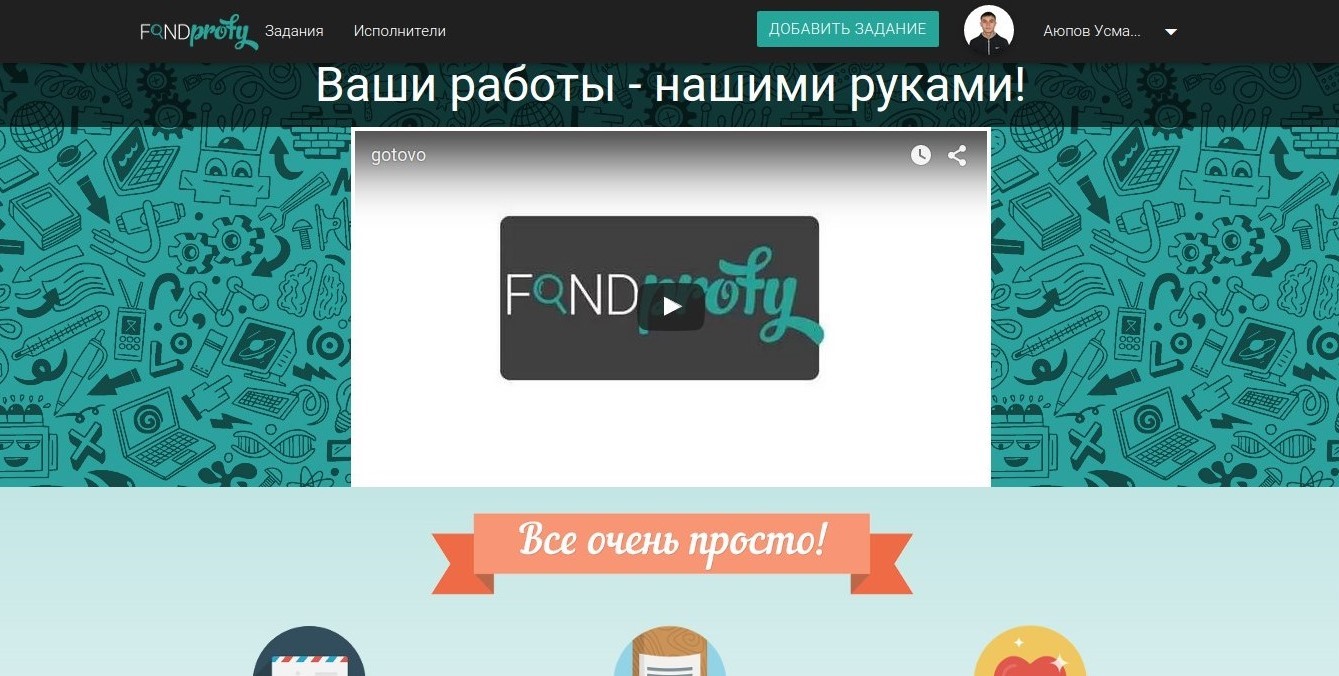 FINDprofy
Задания
Исполнители
ДОБАВИТЬ ЗАДАНИЕ
Аюпов Усма...
Ваши работы - нашими руками!
gotovo
FINDprofy
Все очень просто!